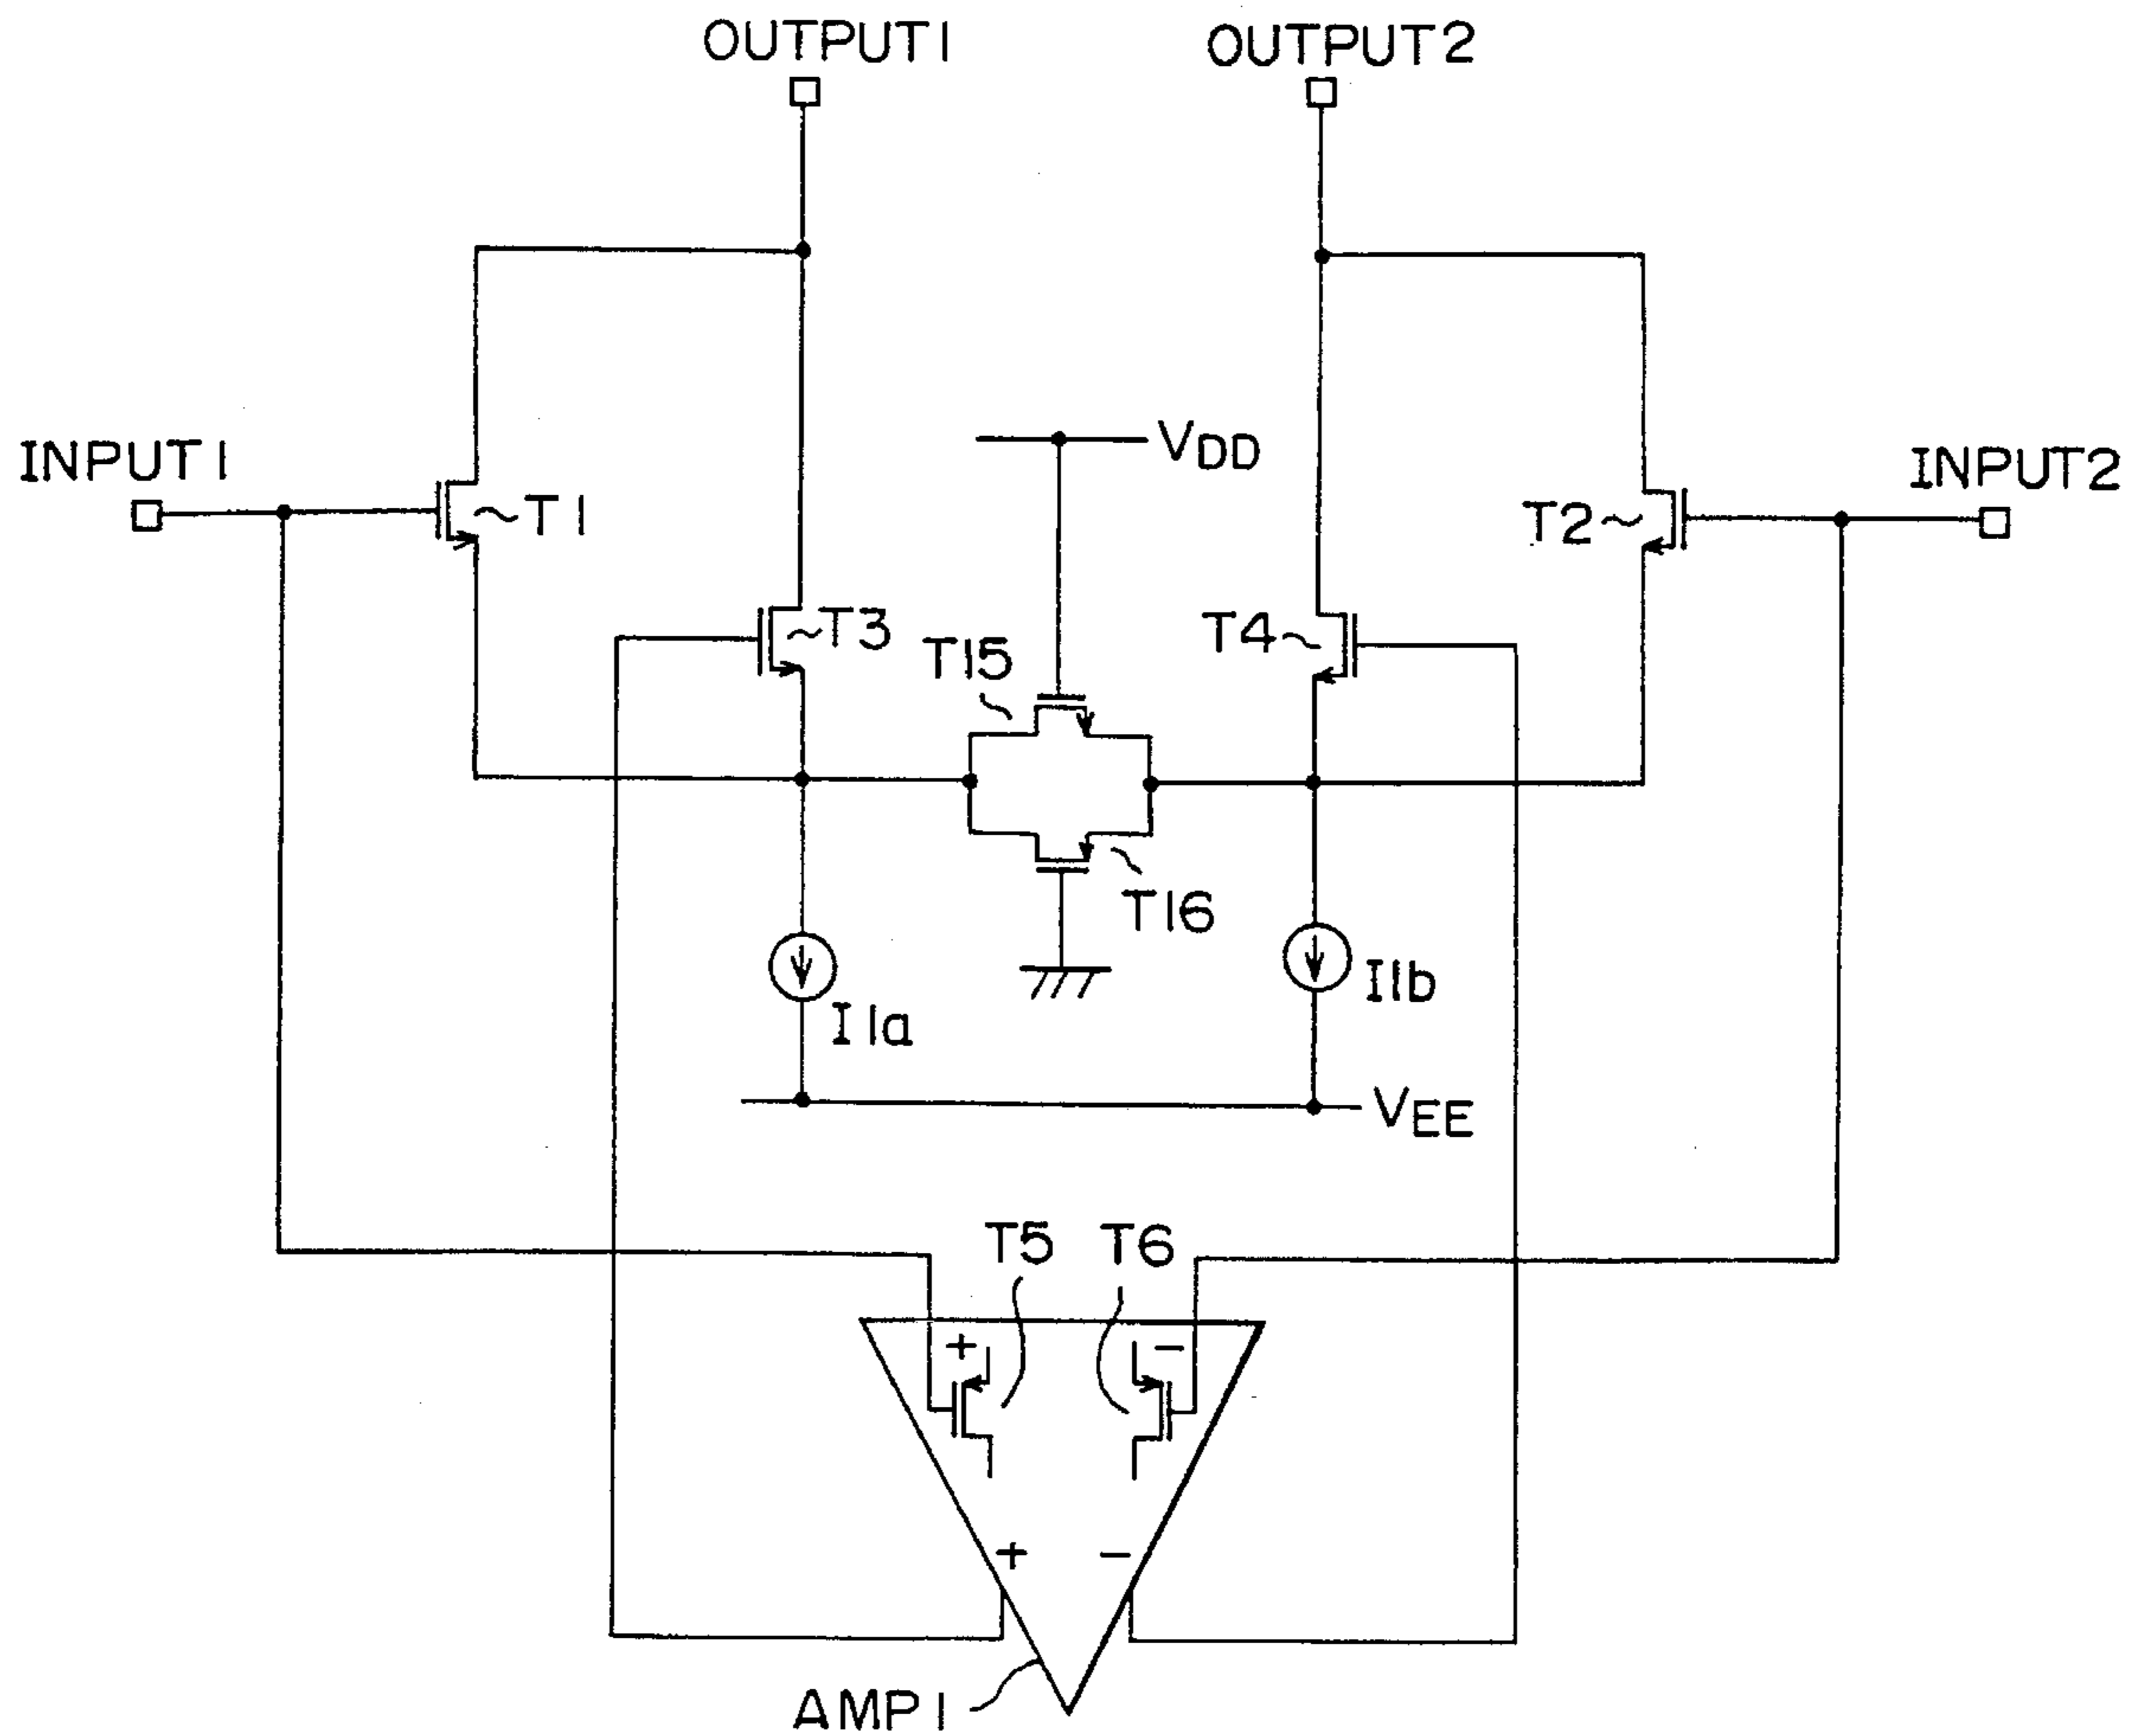 OUTPUT1
OUTPUT2
INPUT1
VDD
INPUT2
T1
T2
T3
T4
T15
T16
I1a
I1b
VEE
T5
T6
+
-
+
-
AMP1